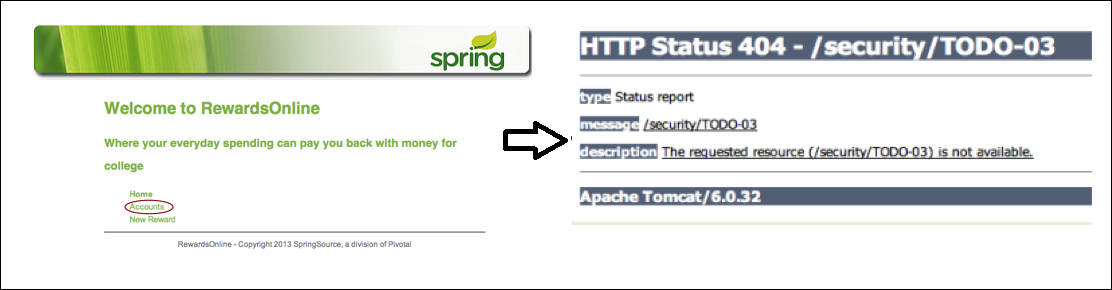 spring
Welcome to RewardsOnline
Where your everyday spending can pay you back with money for
college
Home
Accounts
New Reward
RewardsOnline - Copyright 2013 SpringSource, a division of Pivotal
HTTP Status 404 - /security/TODO-03
type Status report
message /security/TODO-03
description The requested resource (/security/TODO-03) is not available.
Apache Tomcat/6.0.32